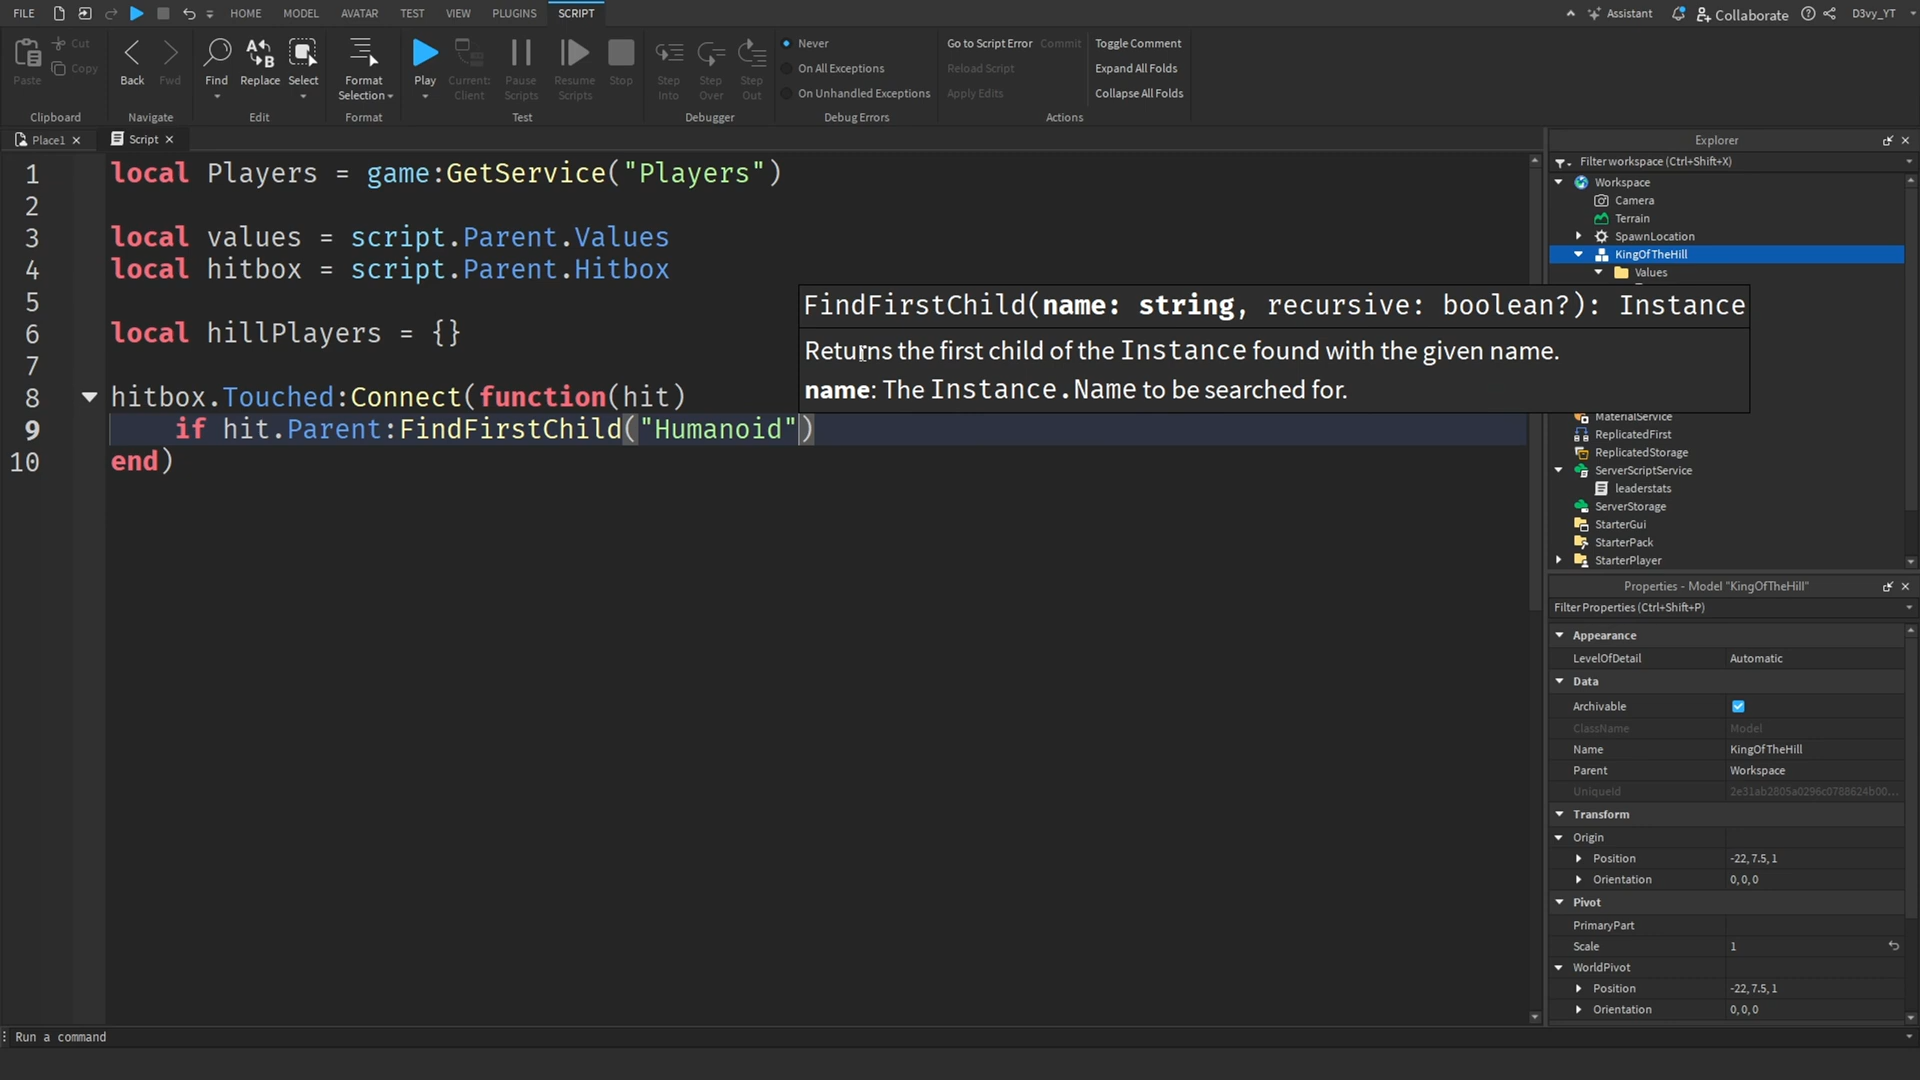 FILE HOME MODEL AVATAR TEST VIEW PLUGINS SCRIPT Assistant Collaborate D3vy_YT
Paste Cut Copy Back Fwd Find Replace Select Format Selection Play Current: Client Pause Scripts Resume Scripts Stop Step Into Step Over Step Out
Never
On All Exceptions
On Unhandled Exceptions
Go to Script Error Commit
Reload Script
Apply Edits
Toggle Comment
Expand All Folds
Collapse All Folds
Clipboard Navigate Edit Format Test Debugger Debug Errors Actions
Place1 Script
1 local Players = game:GetService("Players")
2
3 local values = script.Parent.Values
4 local hitbox = script.Parent.Hitbox
5
6 local hillPlayers = {}
7
8 hitbox.Touched:Connect(function(hit)
9 if hit.Parent:FindFirstChild("Humanoid")
10 end)
FindFirstChild(name: string, recursive: boolean?): Instance
Returns the first child of the Instance found with the given name.
name: The Instance.Name to be searched for.
Explorer
Filter workspace (Ctrl+Shift+X)
Workspace
Camera
Terrain
SpawnLocation
KingOfTheHill
Values
MaterialService
ReplicatedFirst
ReplicatedStorage
ServerScriptService
leaderstats
ServerStorage
StarterGui
StarterPack
StarterPlayer
Properties - Model "KingOfTheHill"
Filter Properties (Ctrl+Shift+P)
Appearance
LevelOfDetail Automatic
Data
Archivable
ClassName Model
Name KingOfTheHill
Parent Workspace
UniqueId 2e31ab2805a0296c0788624b00...
Transform
Origin
Position -22, 7.5, 1
Orientation 0, 0, 0
Pivot
PrimaryPart
Scale 1
WorldPivot
Position -22, 7.5, 1
Orientation 0, 0, 0
Run a command